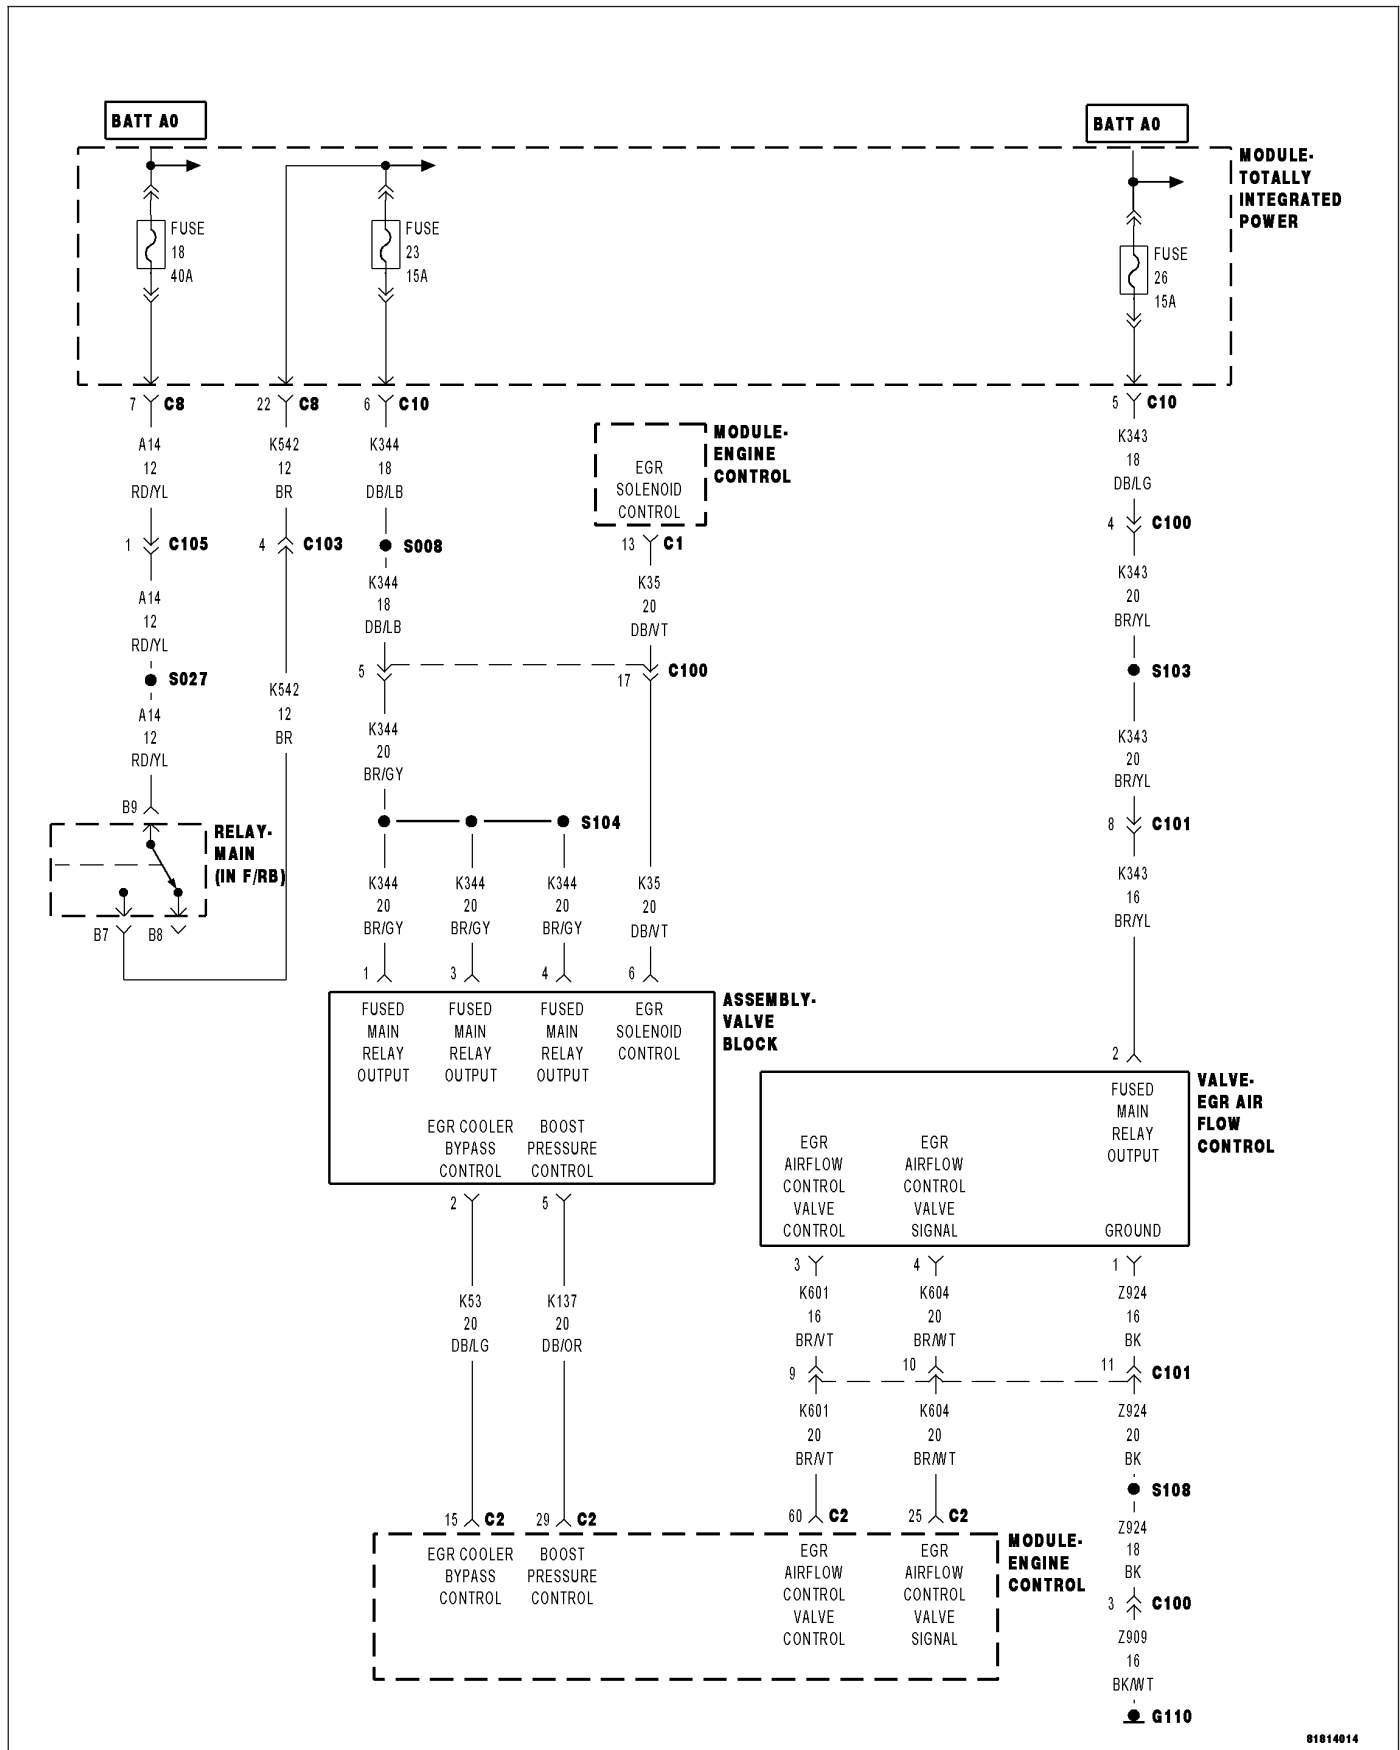 BATT A0
BATT A0
MODULE-
TOTALLY
INTEGRATED
POWER
FUSE
18
40A
FUSE
23
15A
FUSE
26
15A
7 C8
22 C8
6 C10
5 C10
A14
12
RD/YL
K542
12
BR
K344
18
DB/LB
MODULE-
ENGINE
CONTROL
EGR
SOLENOID
CONTROL
K343
18
DB/LG
1 C105
4 C103
S008
13 C1
4 C100
A14
12
RD/YL
K344
18
DB/LB
K35
20
DB/VT
K343
20
BR/YL
S027
5
17 C100
S103
A14
12
RD/YL
K542
12
BR
K344
20
BR/GY
K343
20
BR/YL
B9
S104
8 C101
RELAY-
MAIN
(IN F/RB)
B7
B8
K344
20
BR/GY
K344
20
BR/GY
K344
20
BR/GY
K35
20
DB/VT
K343
16
BR/YL
1
3
4
6
2
ASSEMBLY-
VALVE
BLOCK
FUSED
MAIN
RELAY
OUTPUT
FUSED
MAIN
RELAY
OUTPUT
FUSED
MAIN
RELAY
OUTPUT
EGR
SOLENOID
CONTROL
EGR COOLER
BYPASS
CONTROL
BOOST
PRESSURE
CONTROL
VALVE-
EGR AIR
FLOW
CONTROL
FUSED
MAIN
RELAY
OUTPUT
EGR
AIRFLOW
CONTROL
VALVE
CONTROL
EGR
AIRFLOW
CONTROL
VALVE
SIGNAL
GROUND
2
5
3
4
1
K53
20
DB/LG
K137
20
DB/OR
K601
16
BR/VT
K604
20
BR/WT
Z924
16
BK
9
10
11 C101
K601
20
BR/VT
K604
20
BR/WT
Z924
20
BK
S108
15 C2
29 C2
60 C2
25 C2
Z924
18
BK
MODULE-
ENGINE
CONTROL
EGR COOLER
BYPASS
CONTROL
BOOST
PRESSURE
CONTROL
EGR
AIRFLOW
CONTROL
VALVE
CONTROL
EGR
AIRFLOW
CONTROL
VALVE
SIGNAL
3 C100
Z909
16
BK/WT
G110
81814014